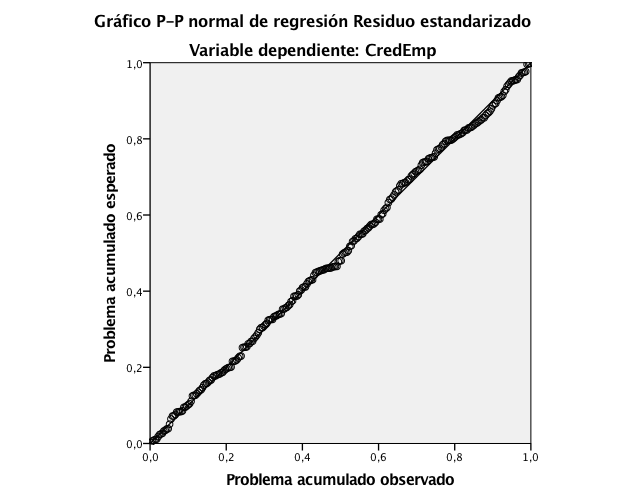 Gráfico P-P normal de regresión Residuo estandarizado
Variable dependiente: CredEmp
Problema acumulado esperado
1,0
0,8
0,6
0,4
0,2
0,0
0,0 0,2 0,4 0,6 0,8 1,0
Problema acumulado observado